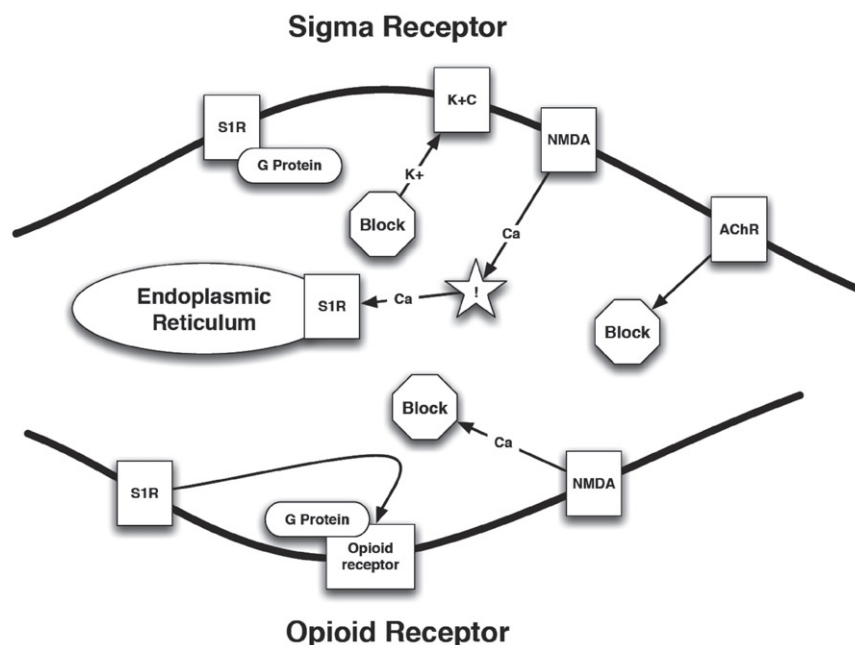 Sigma Receptor
K+C
S1R
NMDA
G Protein
K+
Block
AChR
Ca
Endoplasmic
Reticulum
S1R
Ca
!
Block
Block
Ca
S1R
NMDA
G Protein
Opioid
receptor
Opioid Receptor